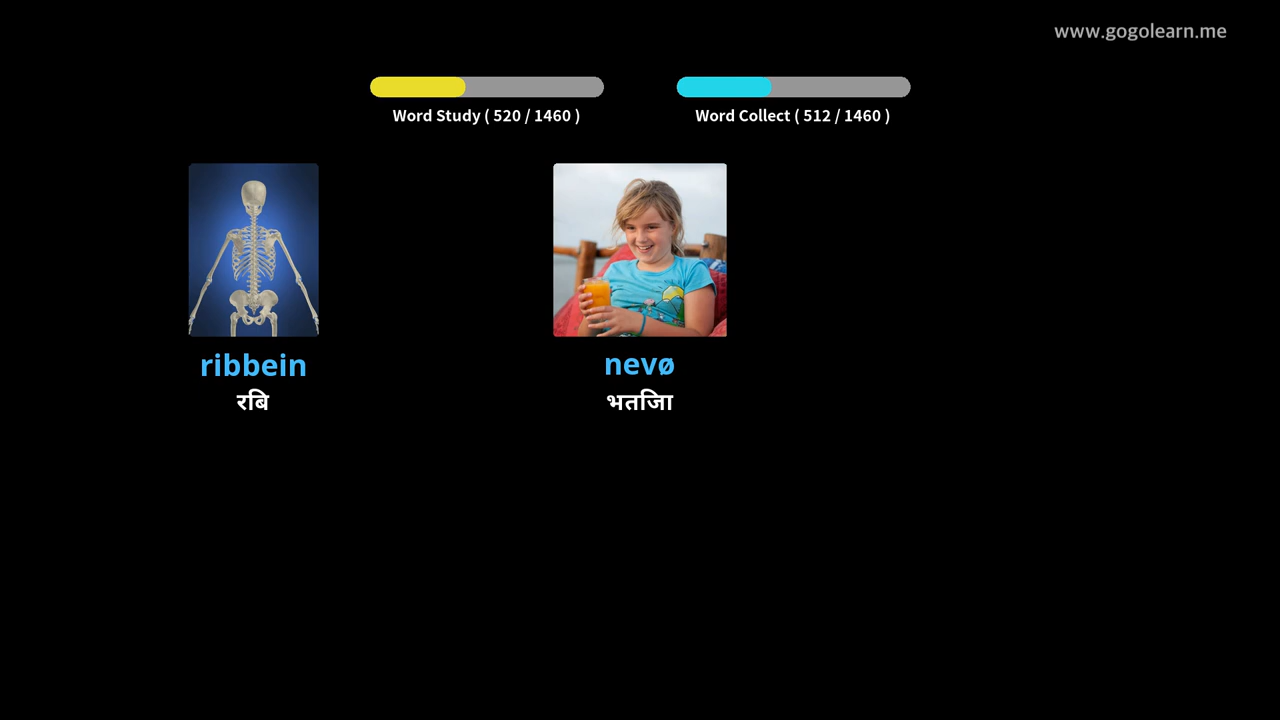 www.gogolearn.me
Word Study ( 520 / 1460 )
Word Collect ( 512 / 1460 )
ribbein
रबि
nevø
भतजिा